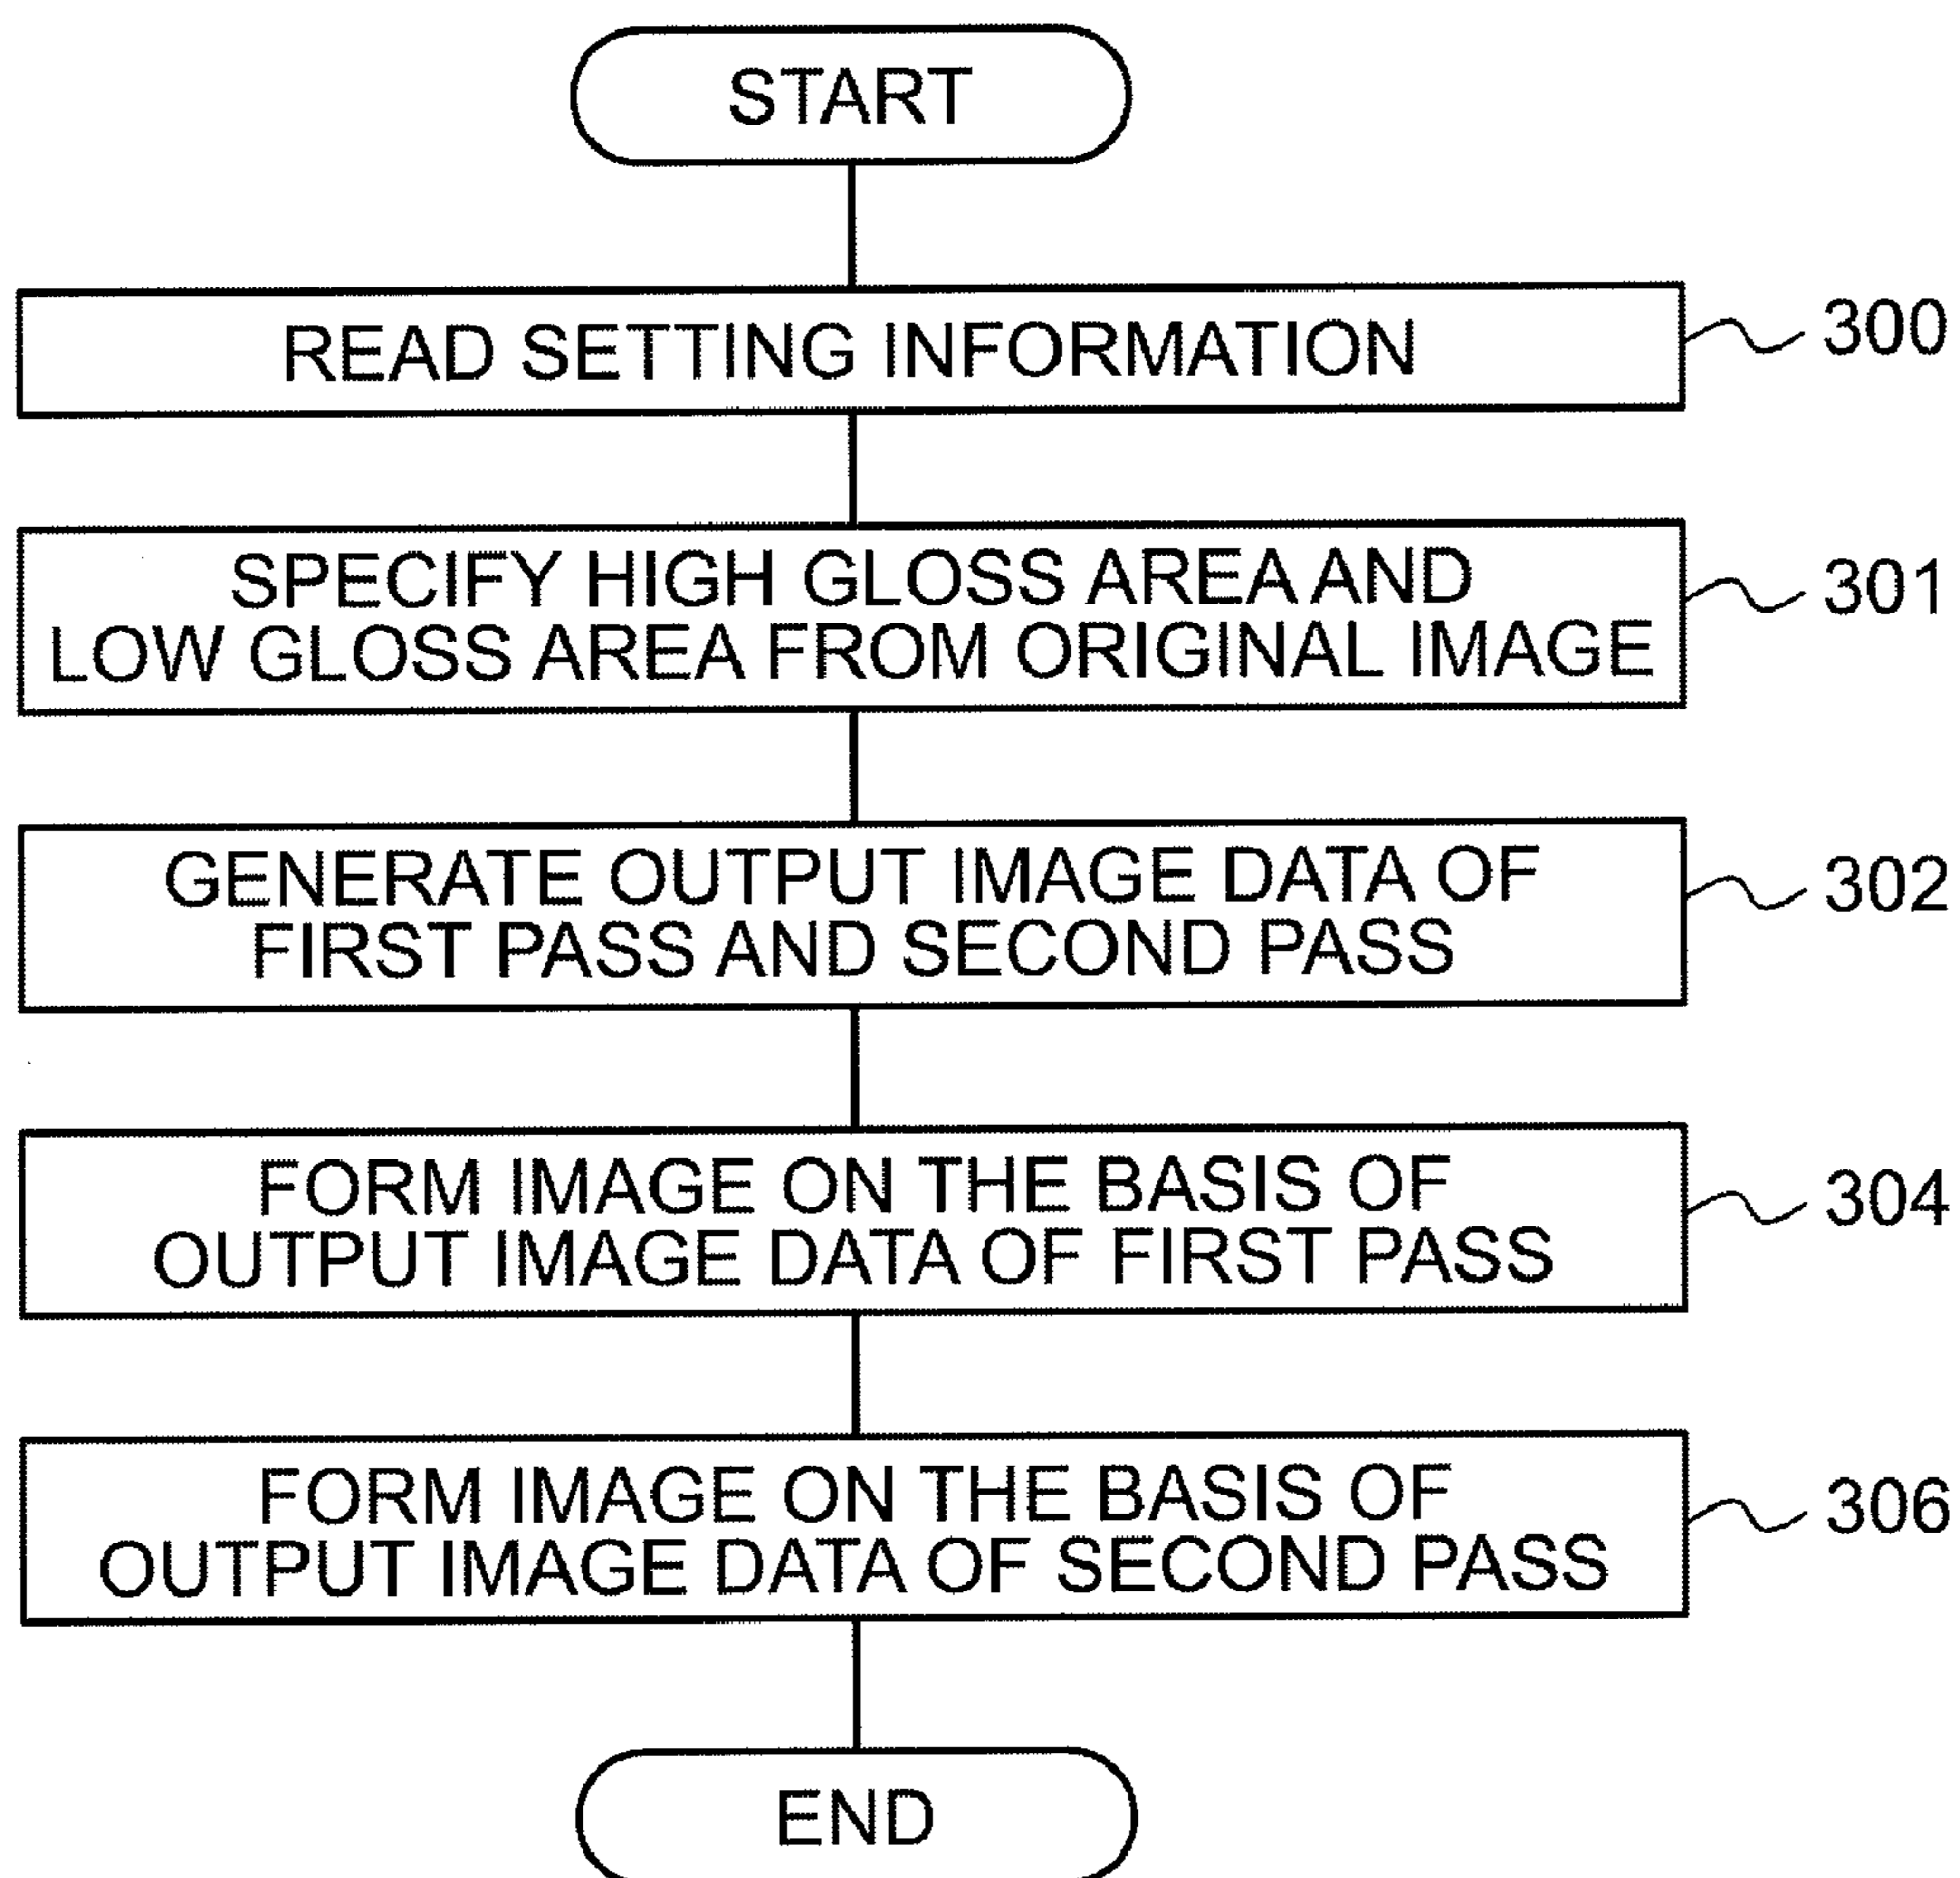 START
READ SETTING INFORMATION
300
SPECIFY HIGH GLOSS AREA AND
LOW GLOSS AREA FROM ORIGINAL IMAGE
301
GENERATE OUTPUT IMAGE DATA OF
FIRST PASS AND SECOND PASS
302
FORM IMAGE ON THE BASIS OF
OUTPUT IMAGE DATA OF FIRST PASS
304
FORM IMAGE ON THE BASIS OF
OUTPUT IMAGE DATA OF SECOND PASS
306
END